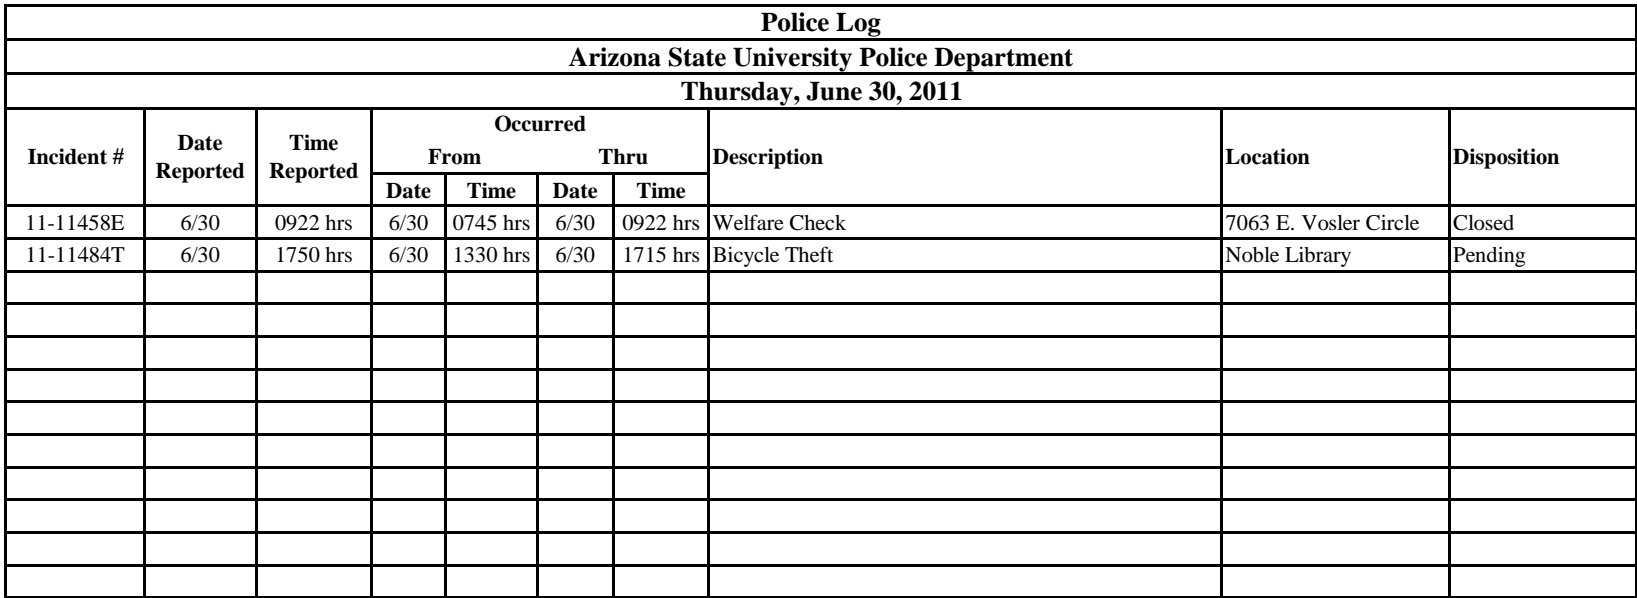 Police Log
Arizona State University Police Department
Thursday, June 30, 2011
Incident # Date Reported Time Reported Occurred Description Location Disposition
From Thru
Date Time Date Time
11-11458E 6/30 0922 hrs 6/30 0745 hrs 6/30 0922 hrs Welfare Check 7063 E. Vosler Circle Closed
11-11484T 6/30 1750 hrs 6/30 1330 hrs 6/30 1715 hrs Bicycle Theft Noble Library Pending